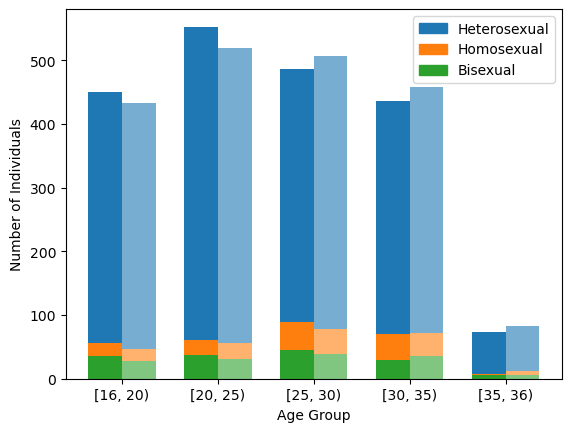 Heterosexual
Homosexual
Bisexual
Number of Individuals
500
400
300
200
100
0
[16, 20)
[20, 25)
[25, 30)
[30, 35)
[35, 36)
Age Group